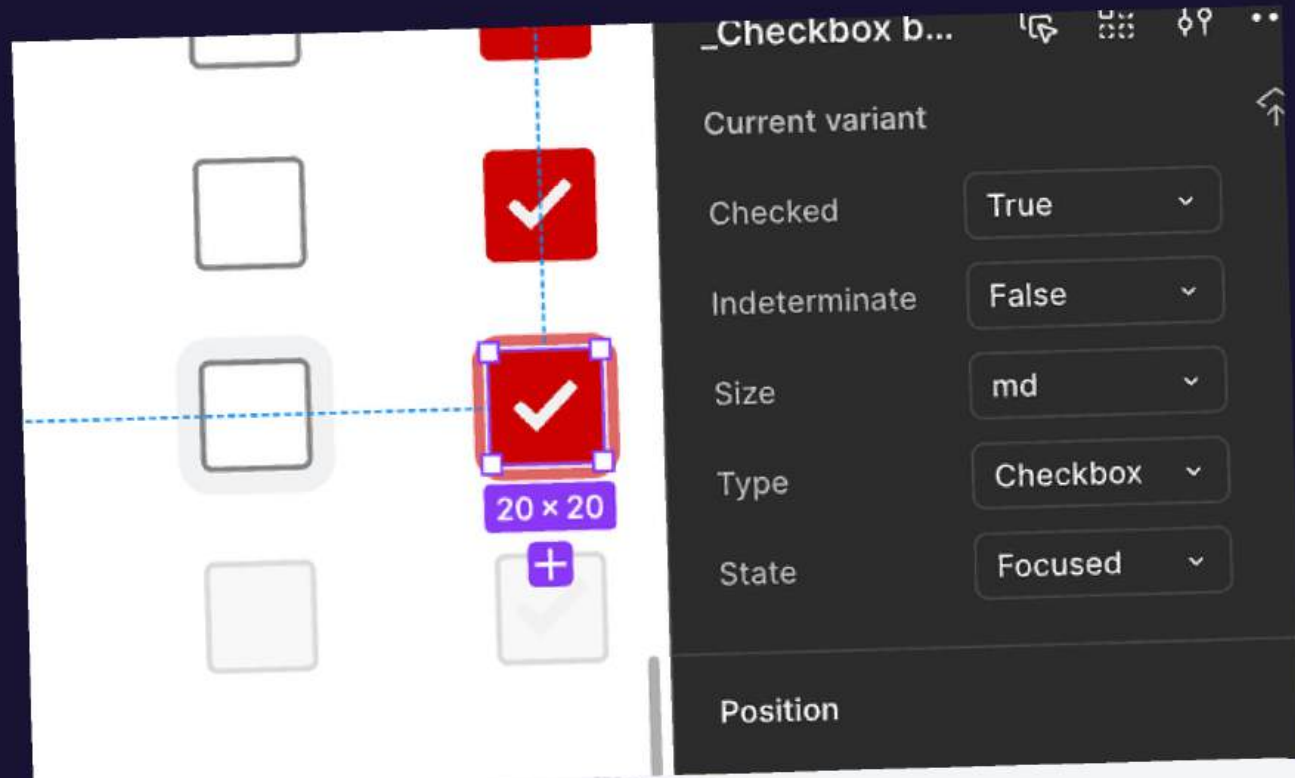 _Checkbox b...
Current variant
Checked
True
Indeterminate
False
Size
md
Type
Checkbox
State
Focused
20 × 20
Position